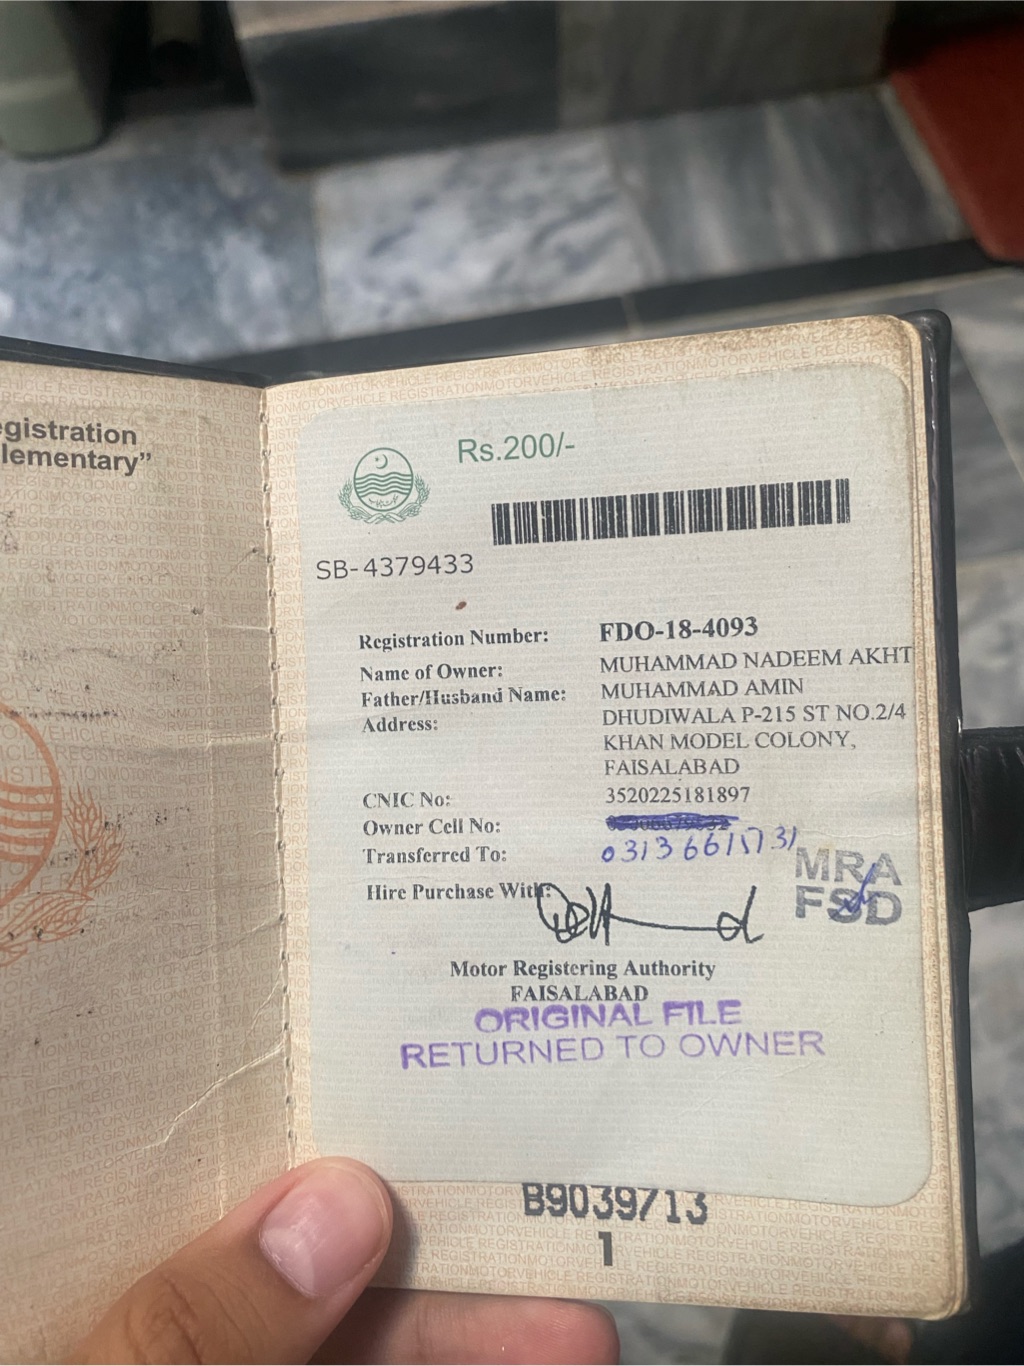 egistration
lementary”
Rs.200/-
SB-4379433
Registration Number: FDO-18-4093
Name of Owner: MUHAMMAD NADEEM AKHT
Father/Husband Name: MUHAMMAD AMIN
Address: DHUDIWALA P-215 ST NO.2/4
KHAN MODEL COLONY,
FAISALABAD
CNIC No: 3520225181897
Owner Cell No:
Transferred To: 03136615731
Hire Purchase With:
MRA
FSD
Motor Registering Authority
FAISALABAD
ORIGINAL FILE
RETURNED TO OWNER
B9039713
1